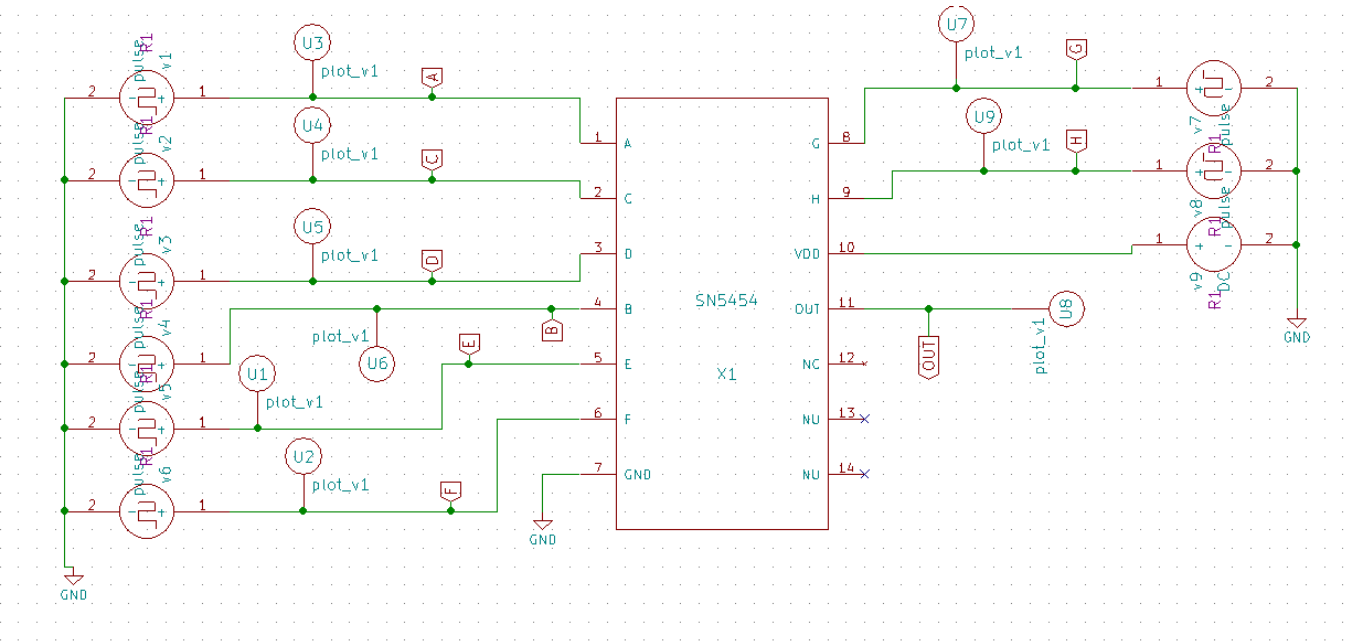 R1
pulse
v1
2
1
U3
plot_v1
A
R1
pulse
v2
2
1
U4
plot_v1
C
R1
pulse
v3
2
1
U5
plot_v1
D
R1
pulse
v4
2
1
U6
plot_v1
B
R1
pulse
v5
2
1
U1
plot_v1
E
R1
pulse
v6
2
1
U2
plot_v1
F
GND
GND
SN5454
X1
1 A
2 C
3 D
4 B
5 E
6 F
7 GND
G 8
H 9
VDD 10
OUT 11
NC 12
NU 13
NU 14
U7
plot_v1
G
1
2
v7
R1
pulse
U9
plot_v1
H
1
2
v8
R1
pulse
1
2
v9
R1
DC
U8
plot_v1
OUT
GND